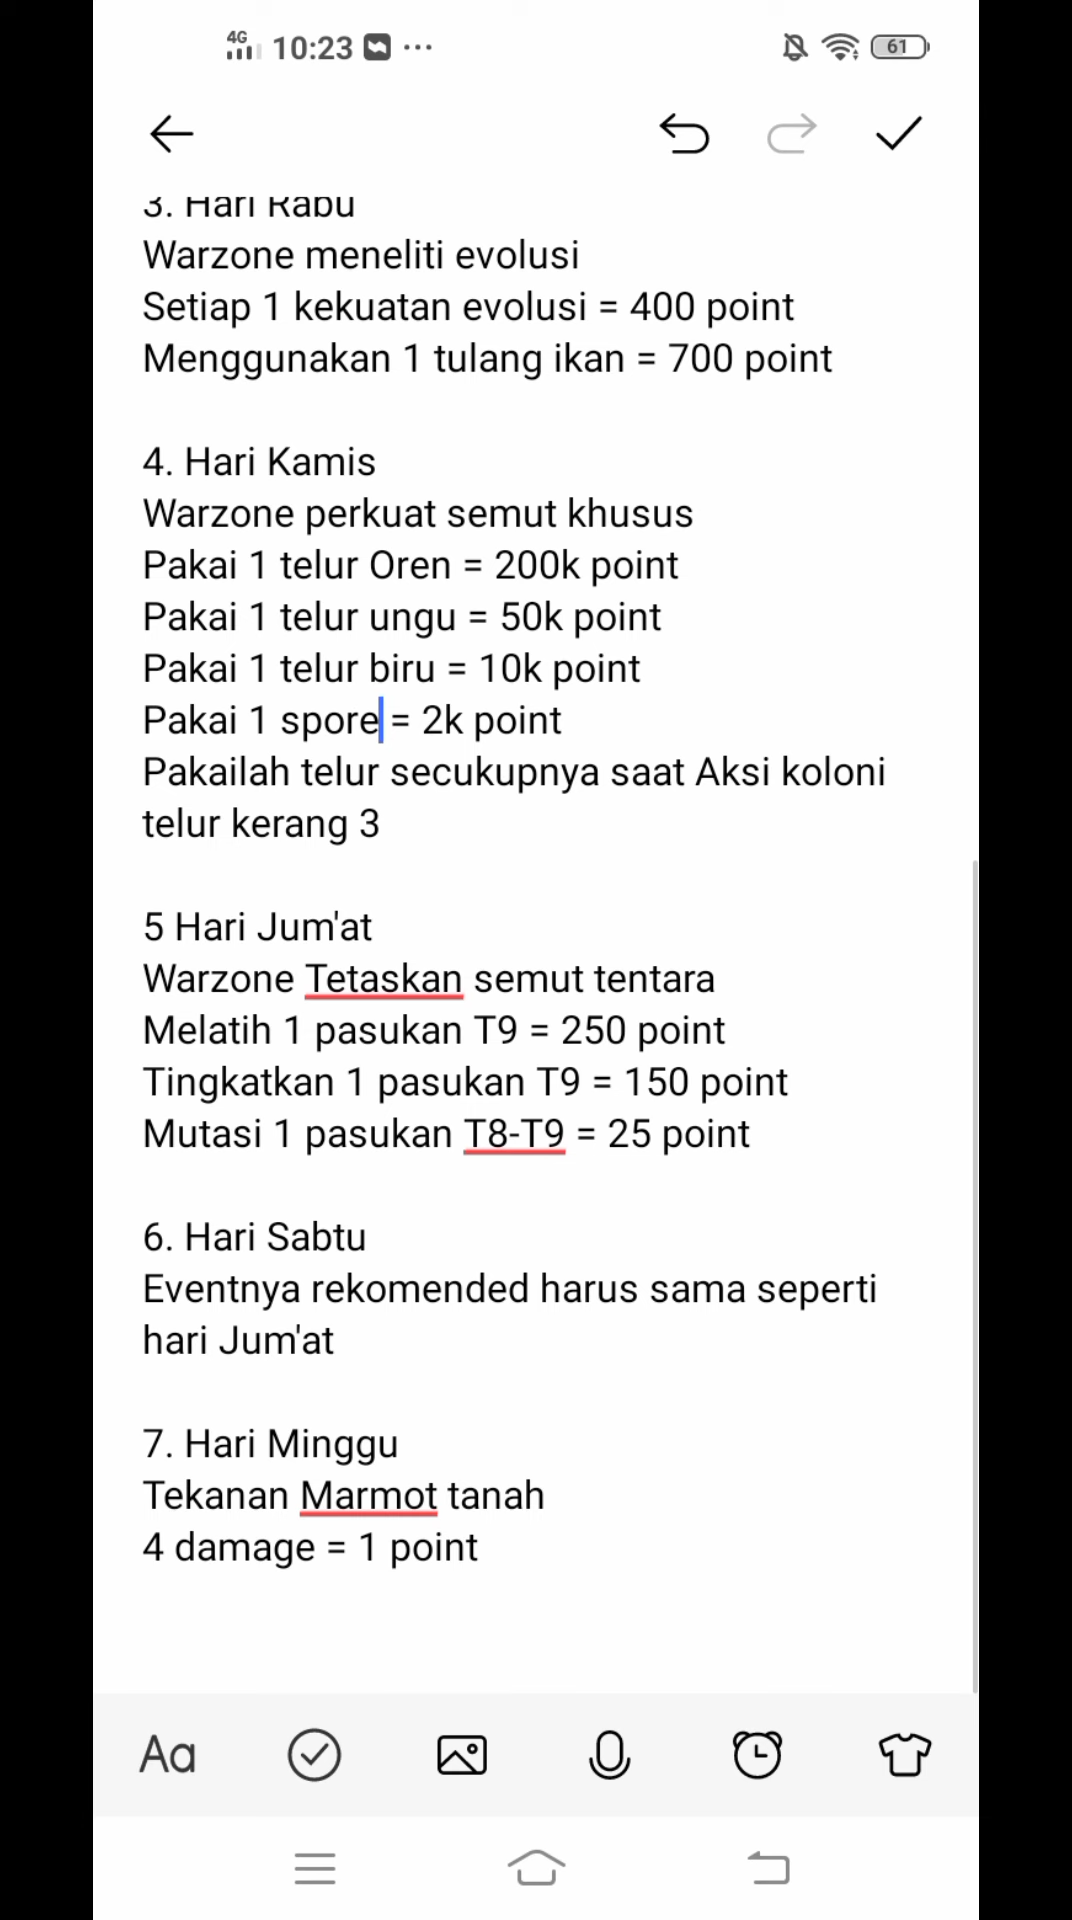 4G 10:23 61
3. Hari Rabu
Warzone meneliti evolusi
Setiap 1 kekuatan evolusi = 400 point
Menggunakan 1 tulang ikan = 700 point
4. Hari Kamis
Warzone perkuat semut khusus
Pakai 1 telur Oren = 200k point
Pakai 1 telur ungu = 50k point
Pakai 1 telur biru = 10k point
Pakai 1 spore = 2k point
Pakailah telur secukupnya saat Aksi koloni
telur kerang 3
5 Hari Jum'at
Warzone Tetaskan semut tentara
Melatih 1 pasukan T9 = 250 point
Tingkatkan 1 pasukan T9 = 150 point
Mutasi 1 pasukan T8-T9 = 25 point
6. Hari Sabtu
Eventnya rekomended harus sama seperti
hari Jum'at
7. Hari Minggu
Tekanan Marmot tanah
4 damage = 1 point
Aa